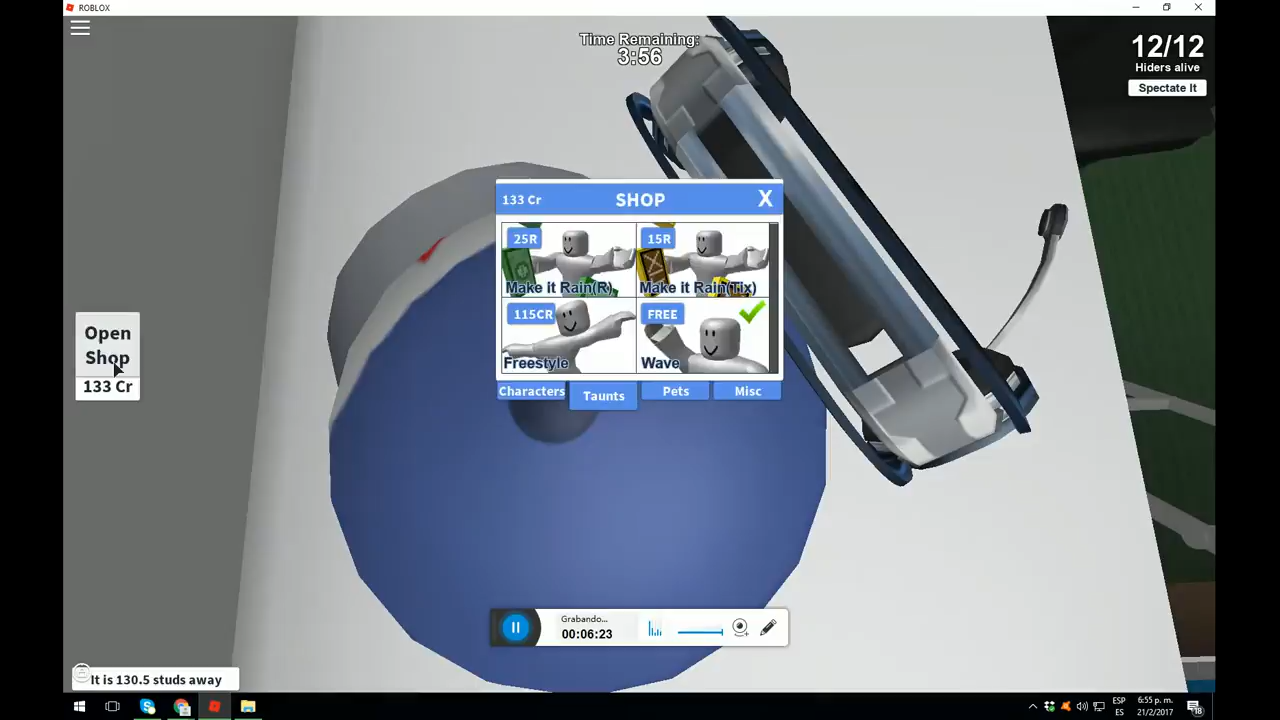 ROBLOX
Time Remaining:
3:56
12/12
Hiders alive
Spectate It
133 Cr
SHOP
X
25R
Make it Rain(R)
15R
Make it Rain(Tix)
115CR
Freestyle
FREE
Wave
Characters
Taunts
Pets
Misc
Open
Shop
133 Cr
Grabando...
00:06:23
It is 130.5 studs away
ESP
ES
6:55 p. m.
21/2/2017